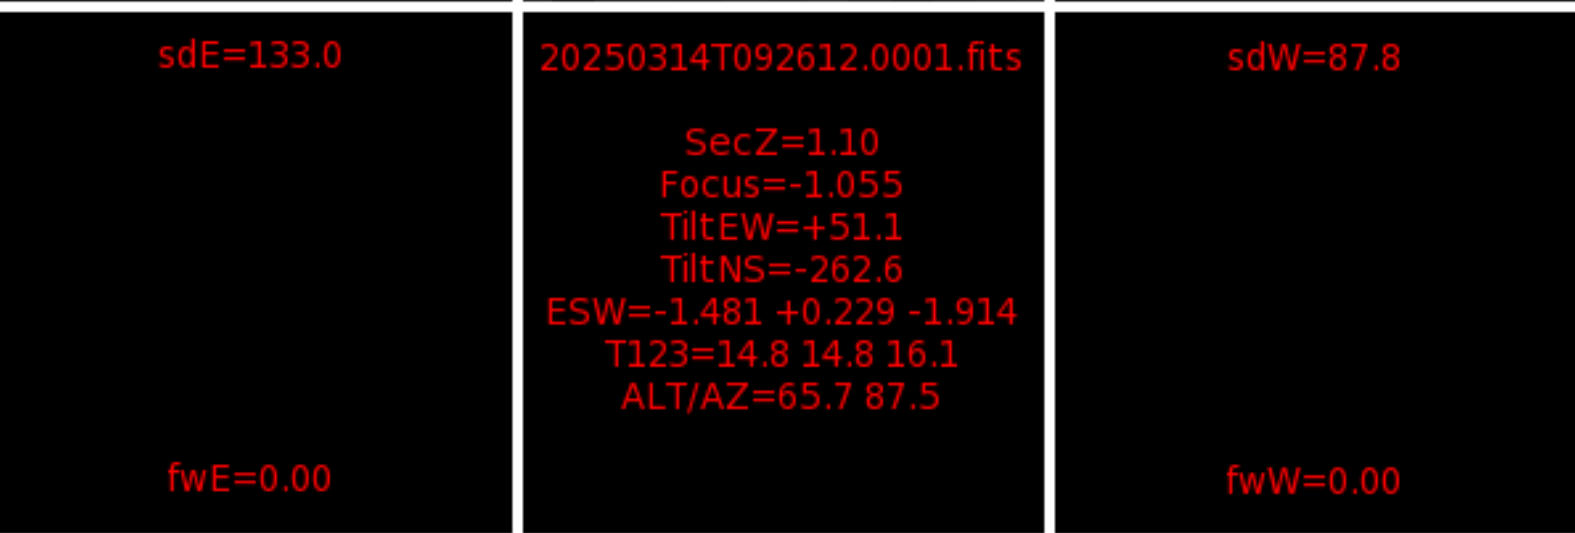 sdE=133.0
20250314T092612.0001.fits
sdW=87.8
SecZ=1.10
Focus=-1.055
TiltEW=+51.1
TiltNS=-262.6
ESW=-1.481 +0.229 -1.914
T123=14.8 14.8 16.1
ALT/AZ=65.7 87.5
fwE=0.00
fwW=0.00